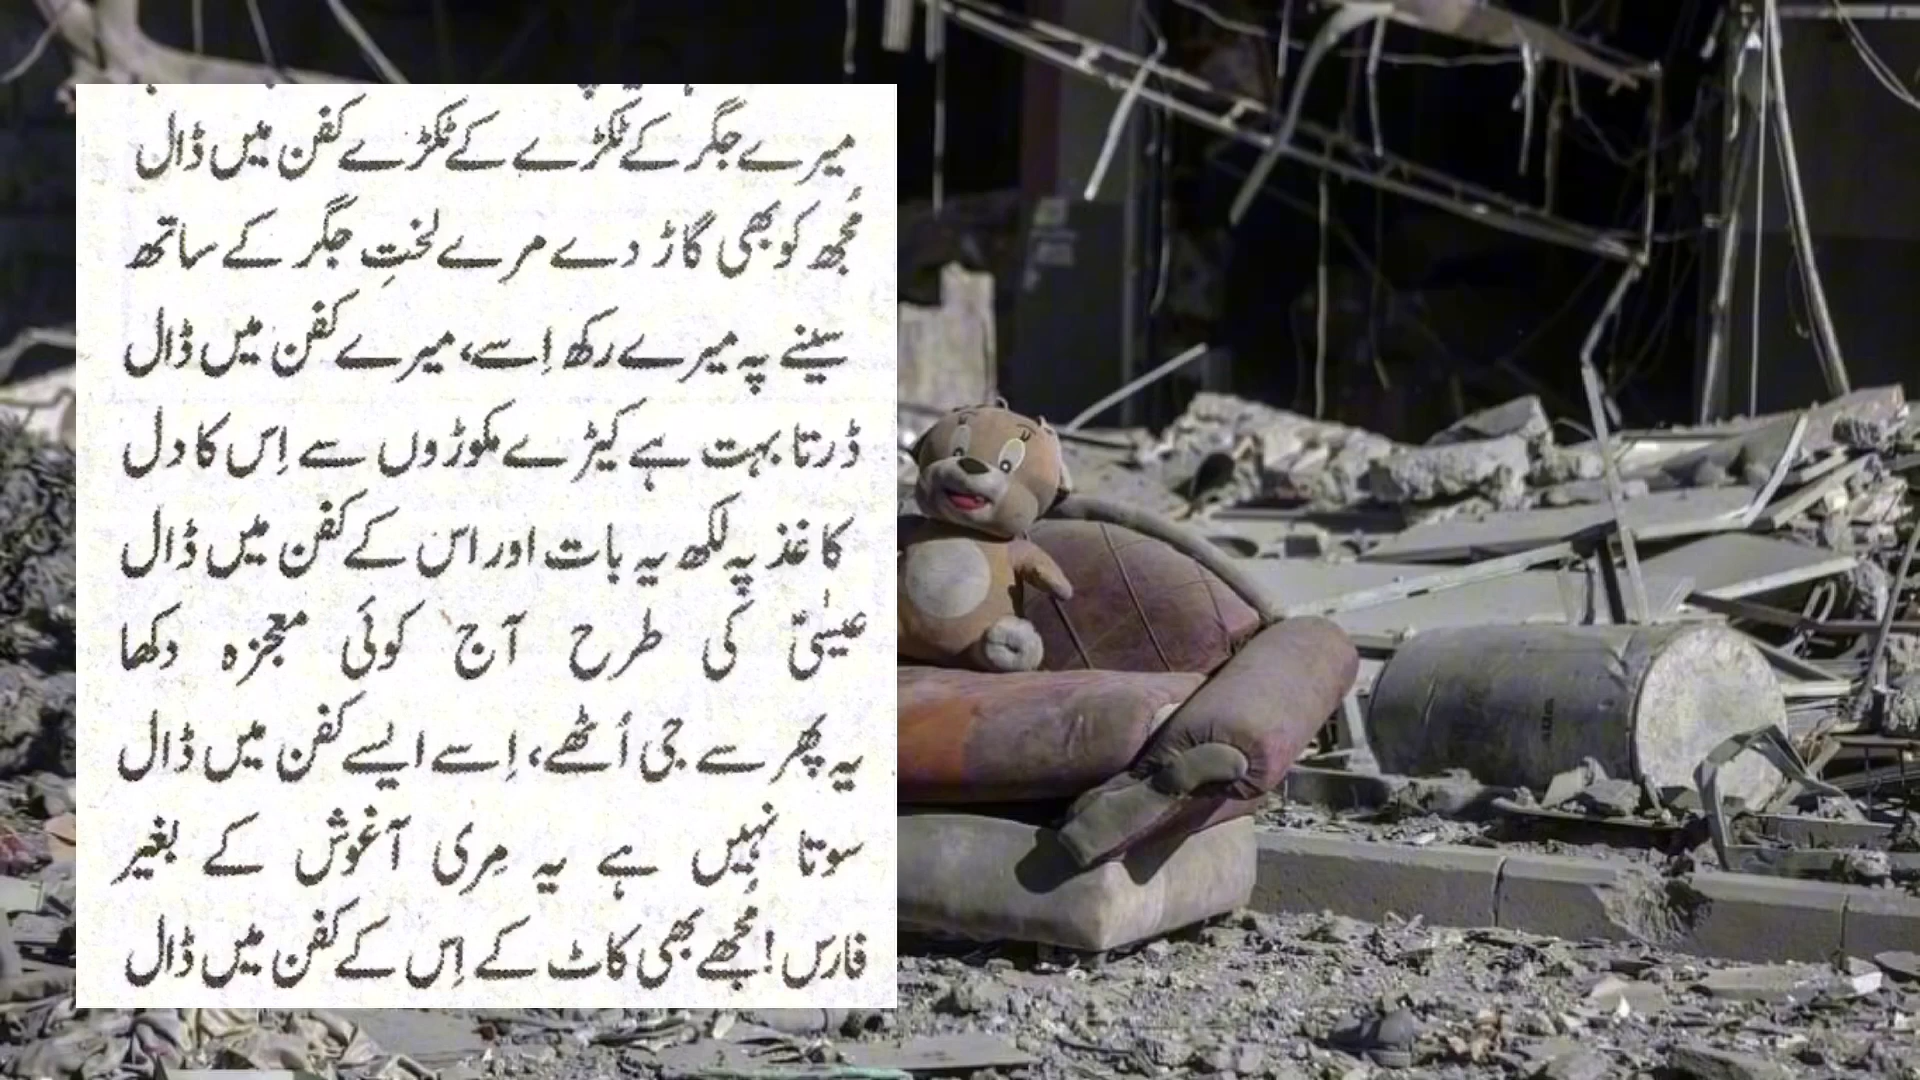 میرے جگر کے ٹکڑے کے ٹکڑے کفن میں ڈال
مُجھ کو بھی گاڑ دے مرے لختِ جگر کے ساتھ
سینے پہ میرے رکھ اِسے، میرے کفن میں ڈال
ڈرتا بہت ہے کیڑے مکوڑوں سے اِس کا دل
کاغذ پہ لکھ یہ بات اور اس کے کفن میں ڈال
عیسٰیؑ کی طرح آج کوئی معجزہ دکھا
یہ پھر سے جی اُٹھے، اِسے ایسے کفن میں ڈال
سوتا نہیں ہے یہ مِری آغوش کے بغیر
فارس! مُجھے بھی کاٹ کے اِس کے کفن میں ڈال